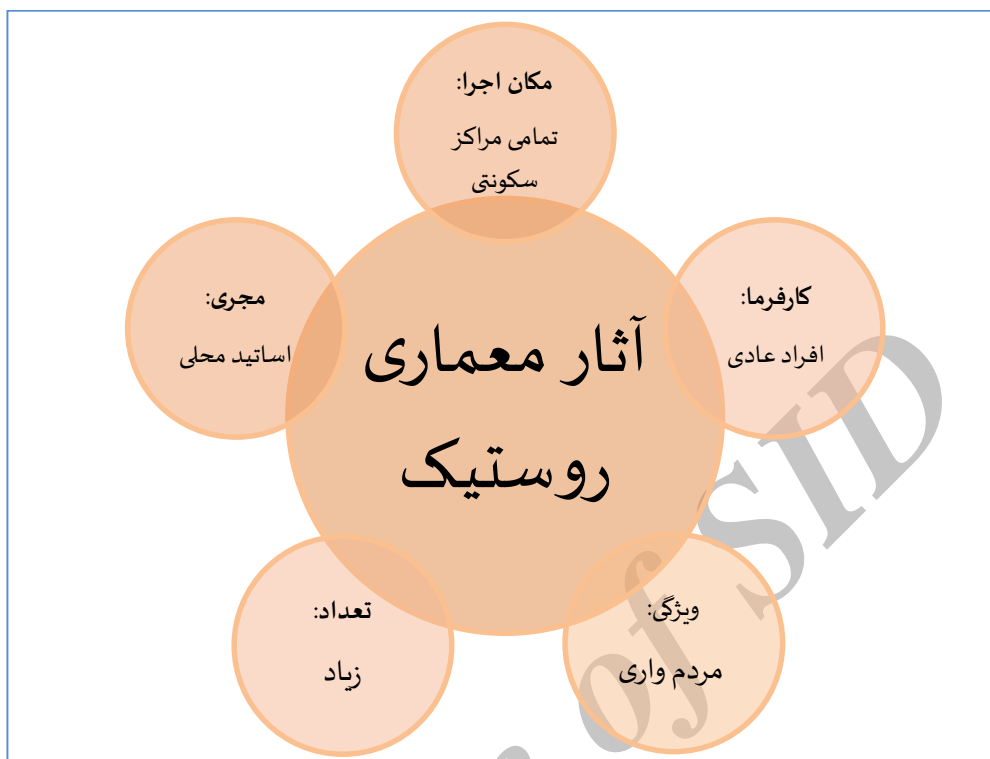 مکان اجرا:
تمامی مراکز
سکونتی
کارفرما:
افراد عادی
مجری:
اساتید محلی
آثار معماری
روستیک
ویژگی:
مردم واری
تعداد:
زیاد
of SID